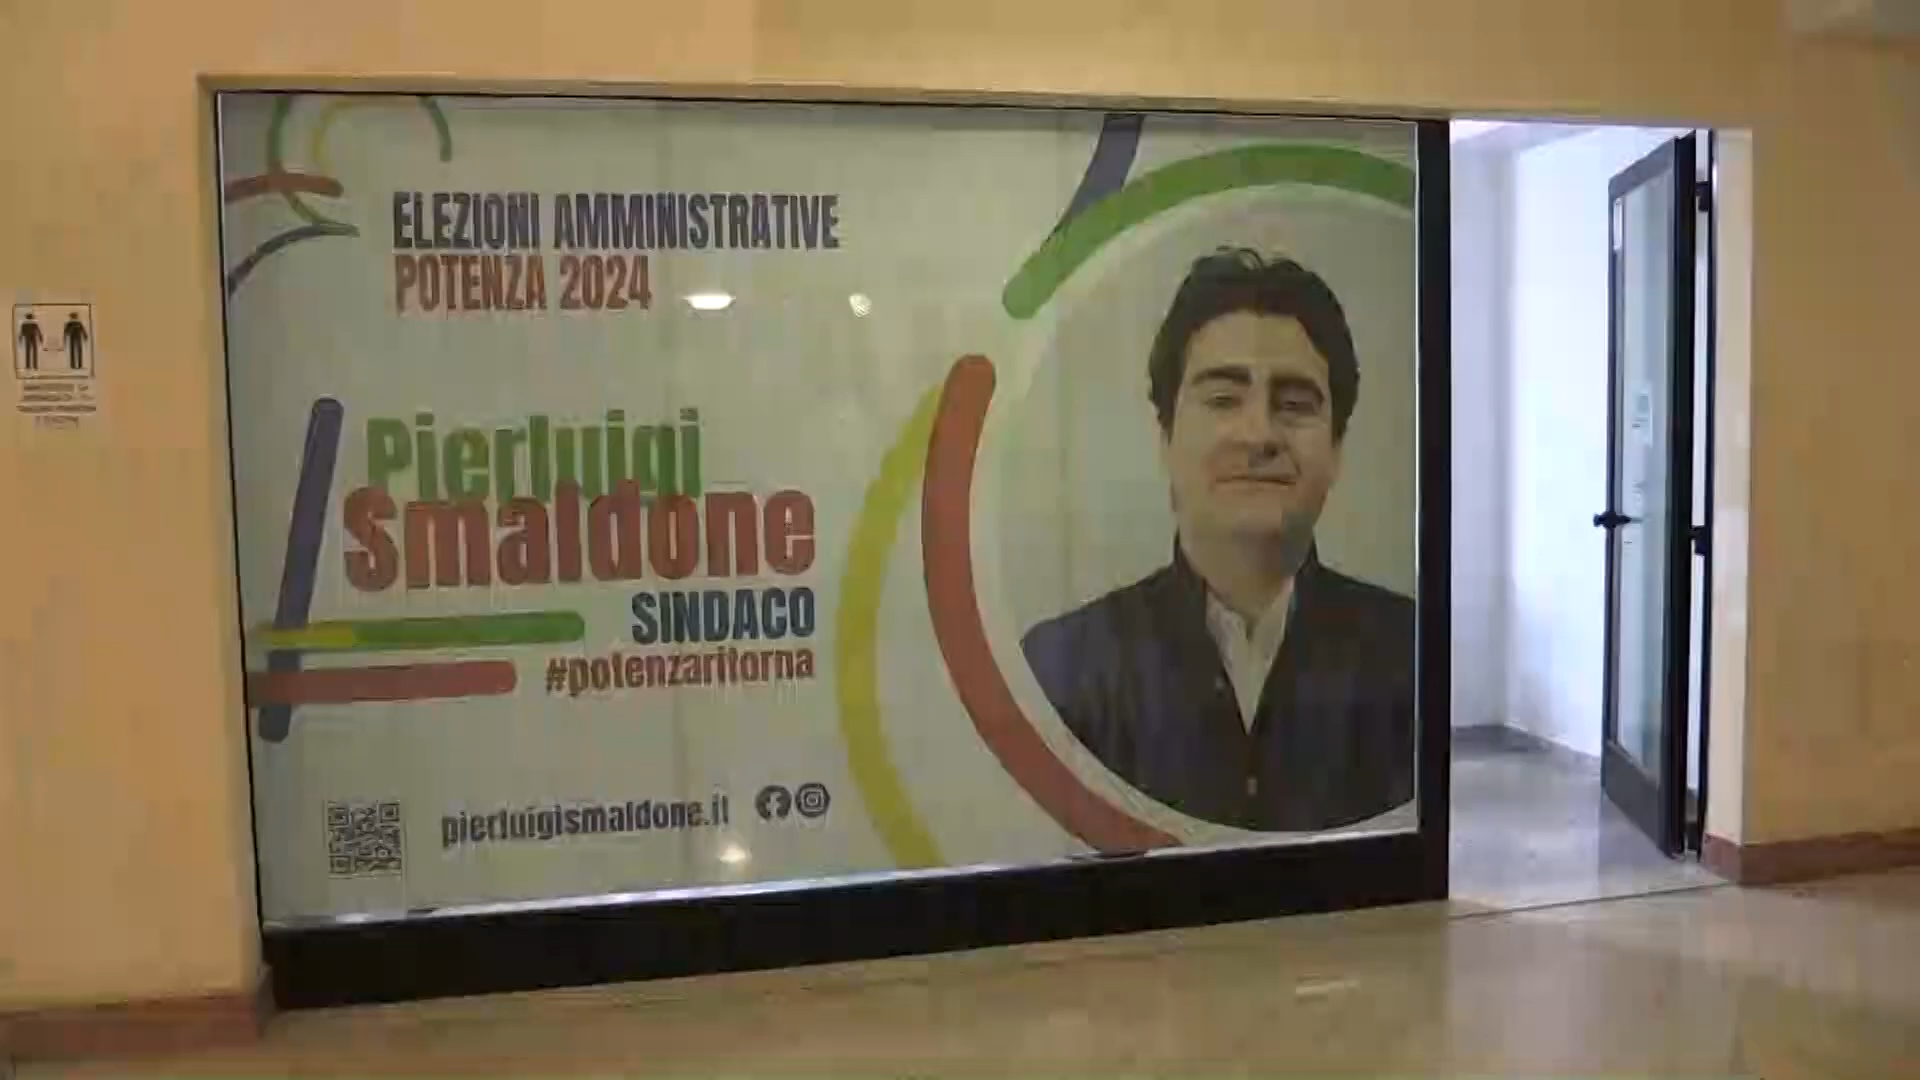 ELEZIONI AMMINISTRATIVE
POTENZA 2024
Pierluigi
Smaldone
SINDACO
#potenzaritorna
pierluigismaldone.it